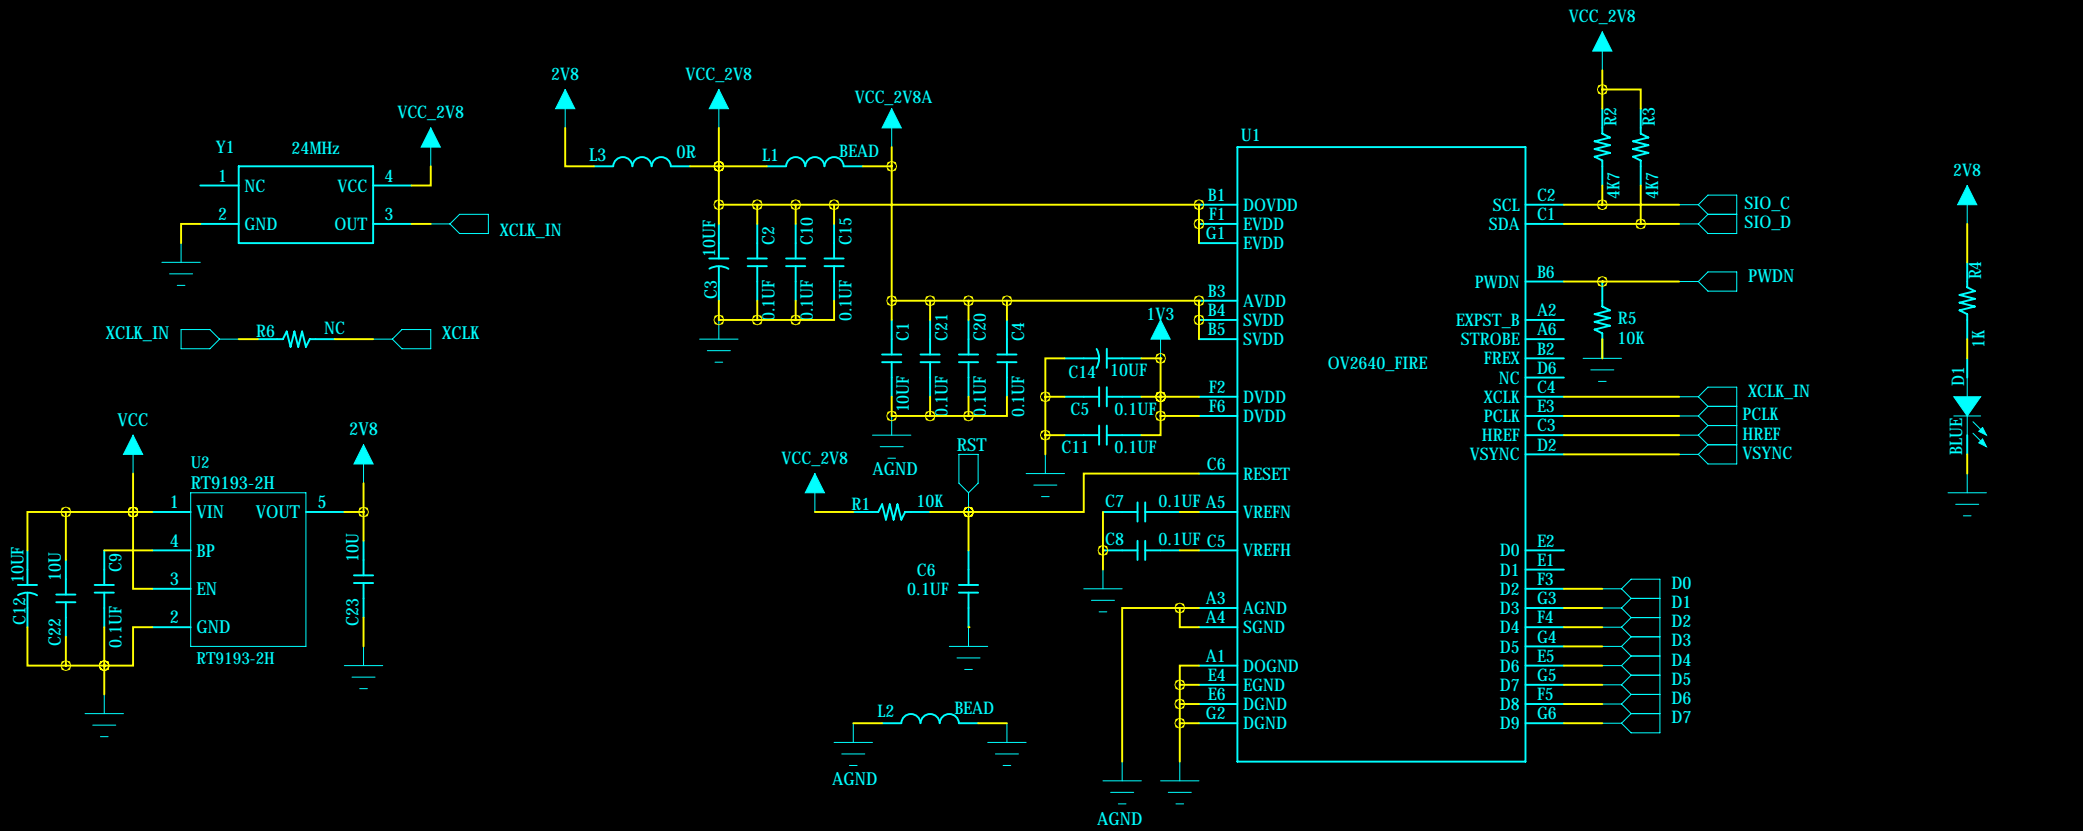 Y1
24MHz
VCC_2V8
1
NC
VCC
4
2
GND
OUT
3
XCLK_IN
XCLK_IN
R6
NC
XCLK
VCC
2V8
U2
RT9193-2H
1
VIN
VOUT
5
4
BP
3
EN
2
GND
RT9193-2H
10UF
C12
10U
C22
C9
0.1UF
10U
C23
2V8
VCC_2V8
VCC_2V8A
L3
0R
L1
BEAD
10UF
C3
C2
0.1UF
C10
0.1UF
C15
0.1UF
C1
10UF
C21
0.1UF
C20
0.1UF
C4
0.1UF
AGND
1V3
C14
10UF
C5
0.1UF
C11
0.1UF
RST
VCC_2V8
R1
10K
C6
0.1UF
C7
0.1UF
C8
0.1UF
L2
BEAD
AGND
AGND
U1
OV2640_FIRE
B1
DOVDD
F1
EVDD
G1
EVDD
B3
AVDD
B4
SVDD
B5
SVDD
F2
DVDD
F6
DVDD
C6
RESET
A5
VREFN
C5
VREFH
A3
AGND
A4
SGND
A1
DOGND
E4
EGND
E6
DGND
G2
DGND
SCL
C2
SDA
C1
PWDN
B6
EXPST_B
A2
STROBE
A6
FREX
B2
NC
D6
XCLK
C4
PCLK
E3
HREF
C3
VSYNC
D2
D0
E2
D1
E1
D2
F3
D3
G3
D4
F4
D5
G4
D6
E5
D7
G5
D8
F5
D9
G6
VCC_2V8
R2
4K7
R3
4K7
SIO_C
SIO_D
PWDN
R5
10K
XCLK_IN
PCLK
HREF
VSYNC
D0
D1
D2
D3
D4
D5
D6
D7
2V8
R4
1K
D1
BLUE